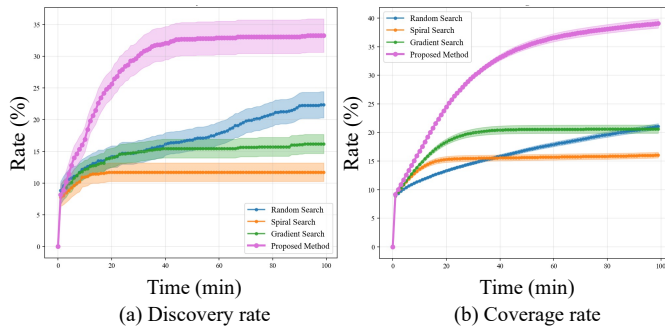 Rate (%)
35
30
25
20
15
10
5
0
0
20
40
60
80
100
Random Search
Spiral Search
Gradient Search
Proposed Method
Time (min)
(a) Discovery rate
Rate (%)
40
35
30
25
20
15
10
5
0
0
20
40
60
80
100
Random Search
Spiral Search
Gradient Search
Proposed Method
Time (min)
(b) Coverage rate